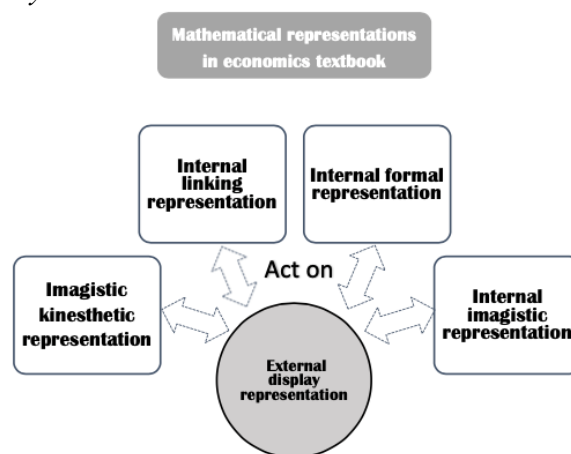 Mathematical representations
in economics textbook
Internal
linking
representation
Internal formal
representation
Act on
Imagistic
kinesthetic
representation
Internal
imagistic
representation
External
display
representation